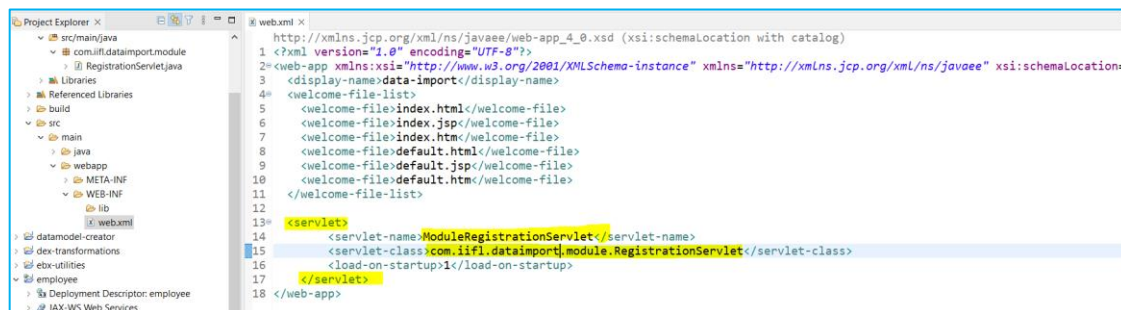 Project Explorer
src/main/java
com.iifl.dataimport.module
RegistrationServlet.java
Libraries
Referenced Libraries
build
src
main
java
webapp
META-INF
WEB-INF
lib
web.xml
datamodel-creator
dex-transformations
ebx-utilities
employee
Deployment Descriptor: employee
JAX-WS Web Services
web.xml
http://xmlns.jcp.org/xml/ns/javaee/web-app_4_0.xsd (xsi:schemaLocation with catalog)
1 <?xml version="1.0" encoding="UTF-8"?>
2 <web-app xmlns:xsi="http://www.w3.org/2001/XMLSchema-instance" xmlns="http://xmlns.jcp.org/xml/ns/javaee" xsi:schemaLocation=
3 <display-name>data-import</display-name>
4 <welcome-file-list>
5 <welcome-file>index.html</welcome-file>
6 <welcome-file>index.jsp</welcome-file>
7 <welcome-file>index.htm</welcome-file>
8 <welcome-file>default.html</welcome-file>
9 <welcome-file>default.jsp</welcome-file>
10 <welcome-file>default.htm</welcome-file>
11 </welcome-file-list>
12
13 <servlet>
14 <servlet-name>ModuleRegistrationServlet</servlet-name>
15 <servlet-class>com.iifl.dataimport.module.RegistrationServlet</servlet-class>
16 <load-on-startup>1</load-on-startup>
17 </servlet>
18 </web-app>